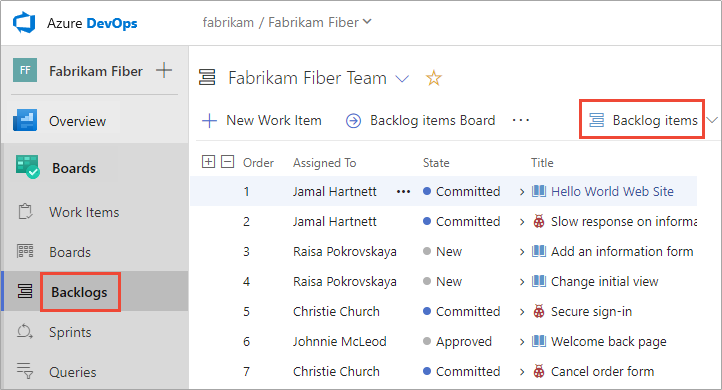 Azure DevOps
fabrikam / Fabrikam Fiber
FF Fabrikam Fiber
Fabrikam Fiber Team
New Work Item Backlog items Board ... Backlog items
Overview
Boards
Work Items
Boards
Backlogs
Sprints
Queries
Order Assigned To State Title
1 Jamal Hartnett ... Committed Hello World Web Site
2 Jamal Hartnett Committed Slow response on informa
3 Raisa Pokrovskaya New Add an information form
4 Raisa Pokrovskaya New Change initial view
5 Christie Church Committed Secure sign-in
6 Johnnie McLeod Approved Welcome back page
7 Christie Church Committed Cancel order form